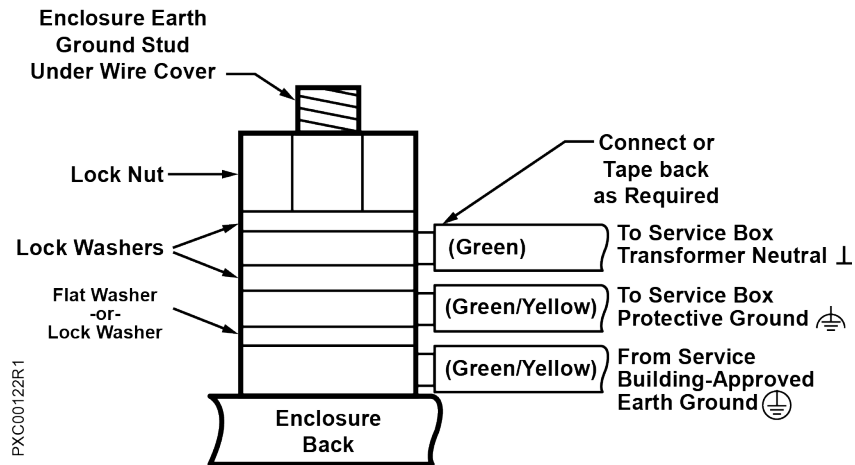 Enclosure Earth
Ground Stud
Under Wire Cover
Lock Nut
Lock Washers
Flat Washer
-or-
Lock Washer
Connect or
Tape back
as Required
(Green)
To Service Box
Transformer Neutral
(Green/Yellow)
To Service Box
Protective Ground
(Green/Yellow)
From Service
Building-Approved
Earth Ground
Enclosure
Back
PXC00122R1